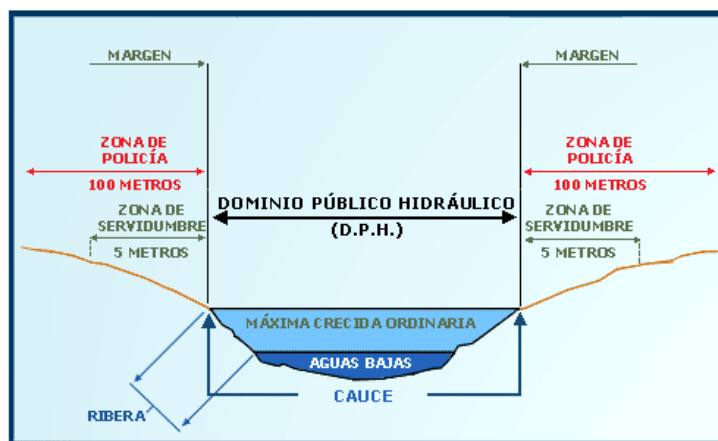 MARGEN
MARGEN
ZONA DE
POLICÍA
100 METROS
ZONA DE
POLICÍA
100 METROS
DOMINIO PÚBLICO HIDRÁULICO
(D.P.H.)
ZONA DE
SERVIDUMBRE
5 METROS
ZONA DE
SERVIDUMBRE
5 METROS
MÁXIMA CRECIDA ORDINARIA
AGUAS BAJAS
CAUCE
RIBERA